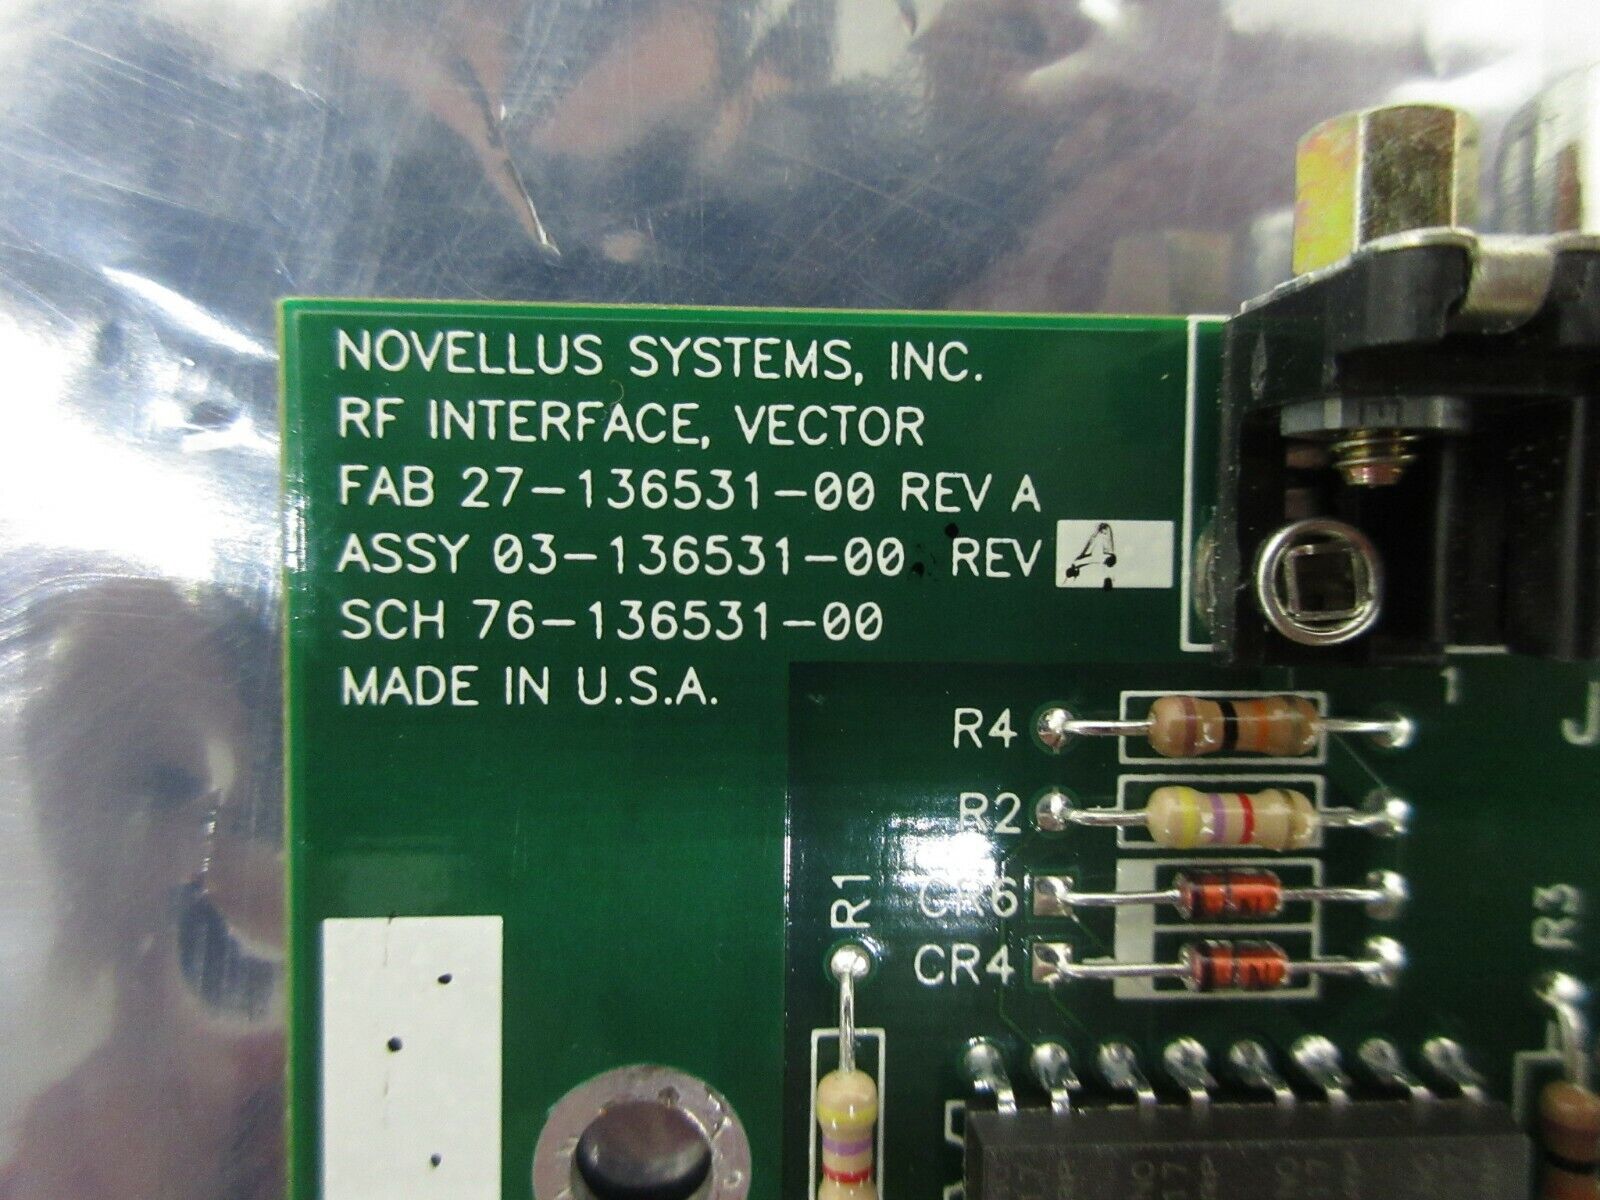 NOVELLUS SYSTEMS, INC.
RF INTERFACE, VECTOR
FAB 27-136531-00 REV A
ASSY 03-136531-00 REV A
SCH 76-136531-00
MADE IN U.S.A.
1
J
R4
R2
CR6
CR4
R1
R3